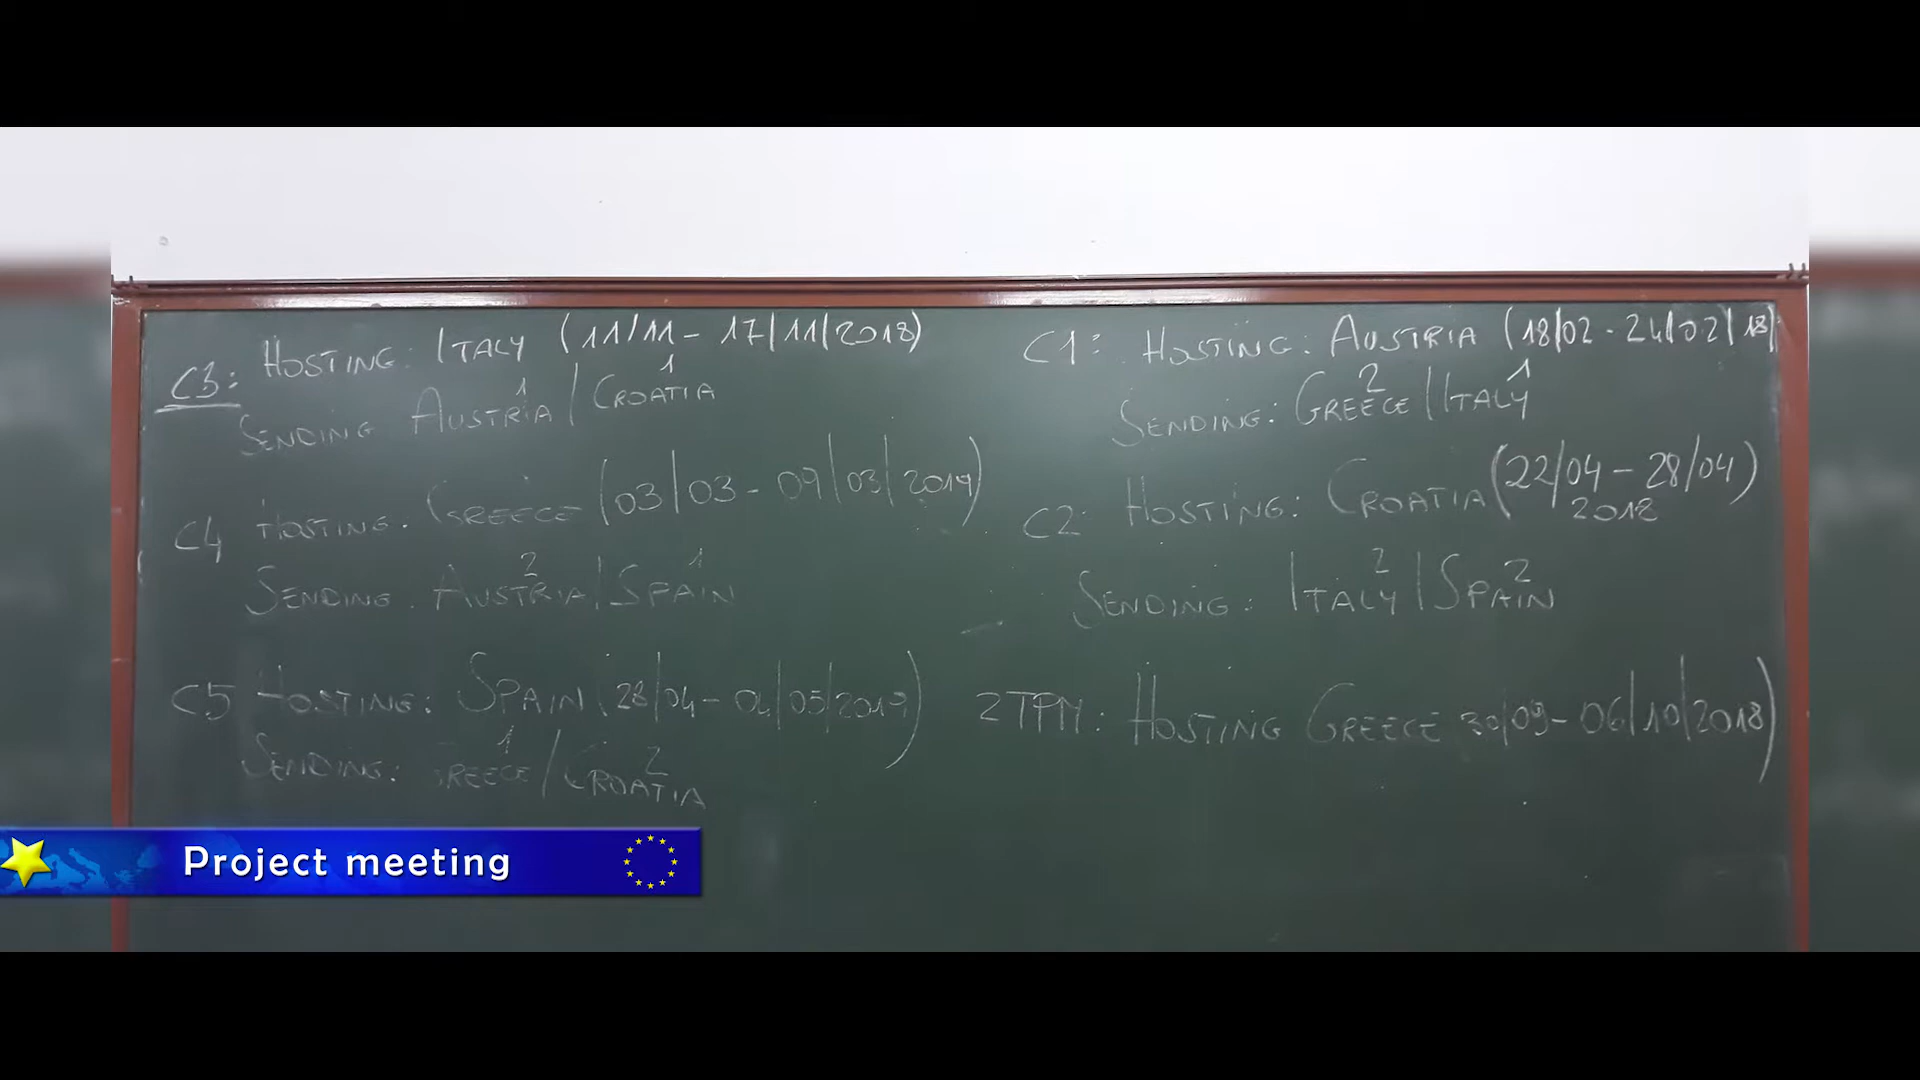 C3: HOSTING: ITALY (11/11 - 17/11/2018)
1 1
SENDING AUSTRIA / CROATIA
C4 HOSTING. GREECE (03/03 - 09/03/2019)
2 1
SENDING. AUSTRIA / SPAIN
C5 HOSTING: SPAIN (28/04 - 04/05/2019)
1 2
SENDING: GREECE / CROATIA
C1: HOSTING: AUSTRIA (18/02 - 24/02/18)
2 1
SENDING: GREECE / ITALY
C2: HOSTING: CROATIA (22/04 - 28/04)
2018
2 2
SENDING: ITALY / SPAIN
2TPM: HOSTING GREECE 30/09 - 06/10/2018)
Project meeting